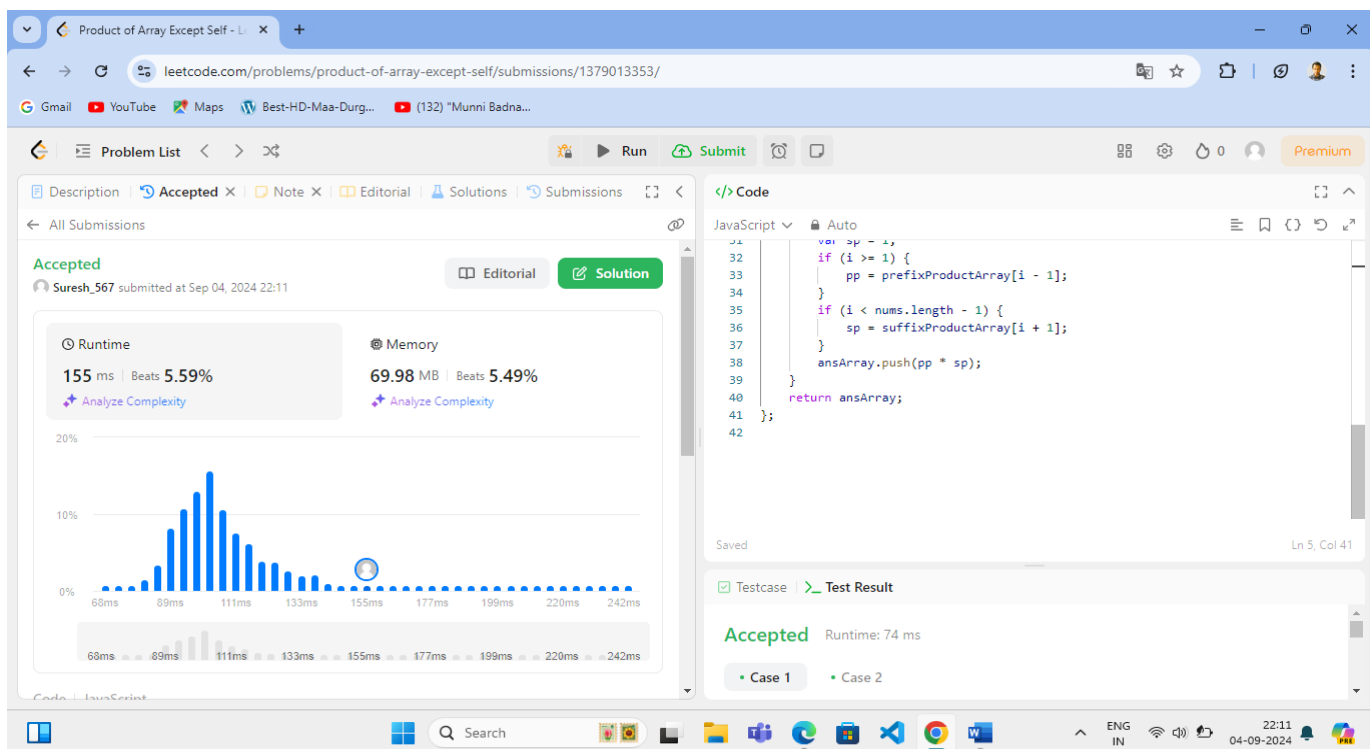 Product of Array Except Self - L
leetcode.com/problems/product-of-array-except-self/submissions/1379013353/
Gmail YouTube Maps Best-HD-Maa-Durg... (132) "Munni Badna...
Problem List Run Submit 0 Premium
Description Accepted Note Editorial Solutions Submissions
All Submissions
Accepted
Suresh_567 submitted at Sep 04, 2024 22:11
Editorial Solution
Runtime
155 ms | Beats 5.59%
Analyze Complexity
Memory
69.98 MB | Beats 5.49%
Analyze Complexity
20%
10%
0%
68ms 89ms 111ms 133ms 155ms 177ms 199ms 220ms 242ms
68ms 89ms 111ms 133ms 155ms 177ms 199ms 220ms 242ms
Code | JavaScript
</> Code
JavaScript Auto
31 var sp = 1;
32 if (i >= 1) {
33 pp = prefixProductArray[i - 1];
34 }
35 if (i < nums.length - 1) {
36 sp = suffixProductArray[i + 1];
37 }
38 ansArray.push(pp * sp);
39 }
40 return ansArray;
41 };
42
Saved Ln 5, Col 41
Testcase >_ Test Result
Accepted Runtime: 74 ms
• Case 1 • Case 2
Search
ENG
IN
22:11
04-09-2024
PRE